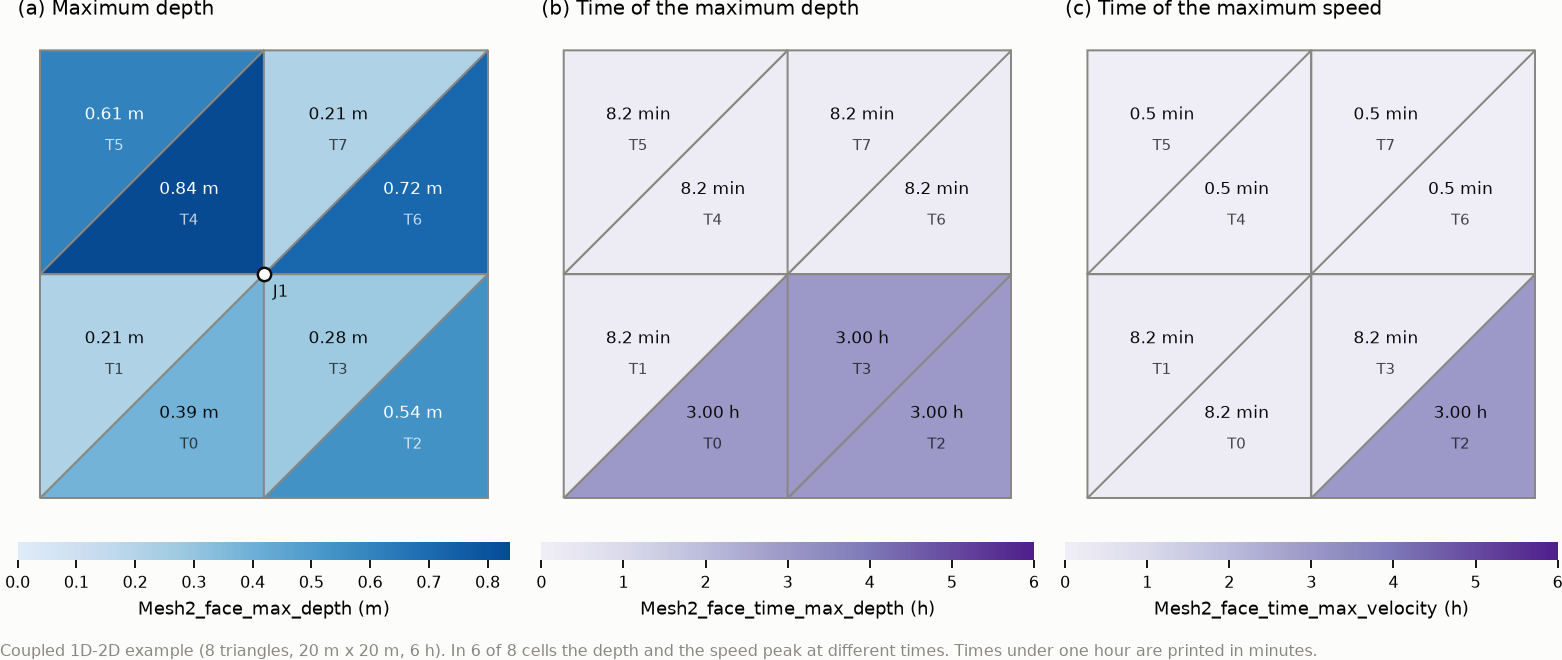 (a) Maximum depth
(b) Time of the maximum depth
(c) Time of the maximum speed
0.61 m
T5
0.84 m
T4
0.21 m
T7
0.72 m
T6
J1
0.21 m
T1
0.39 m
T0
0.28 m
T3
0.54 m
T2
0.0 0.1 0.2 0.3 0.4 0.5 0.6 0.7 0.8
Mesh2_face_max_depth (m)
8.2 min
T5
8.2 min
T4
8.2 min
T7
8.2 min
T6
8.2 min
T1
3.00 h
T0
3.00 h
T3
3.00 h
T2
0 1 2 3 4 5 6
Mesh2_face_time_max_depth (h)
0.5 min
T5
0.5 min
T4
0.5 min
T7
0.5 min
T6
8.2 min
T1
8.2 min
T0
8.2 min
T3
3.00 h
T2
0 1 2 3 4 5 6
Mesh2_face_time_max_velocity (h)
Coupled 1D-2D example (8 triangles, 20 m x 20 m, 6 h). In 6 of 8 cells the depth and the speed peak at different times. Times under one hour are printed in minutes.